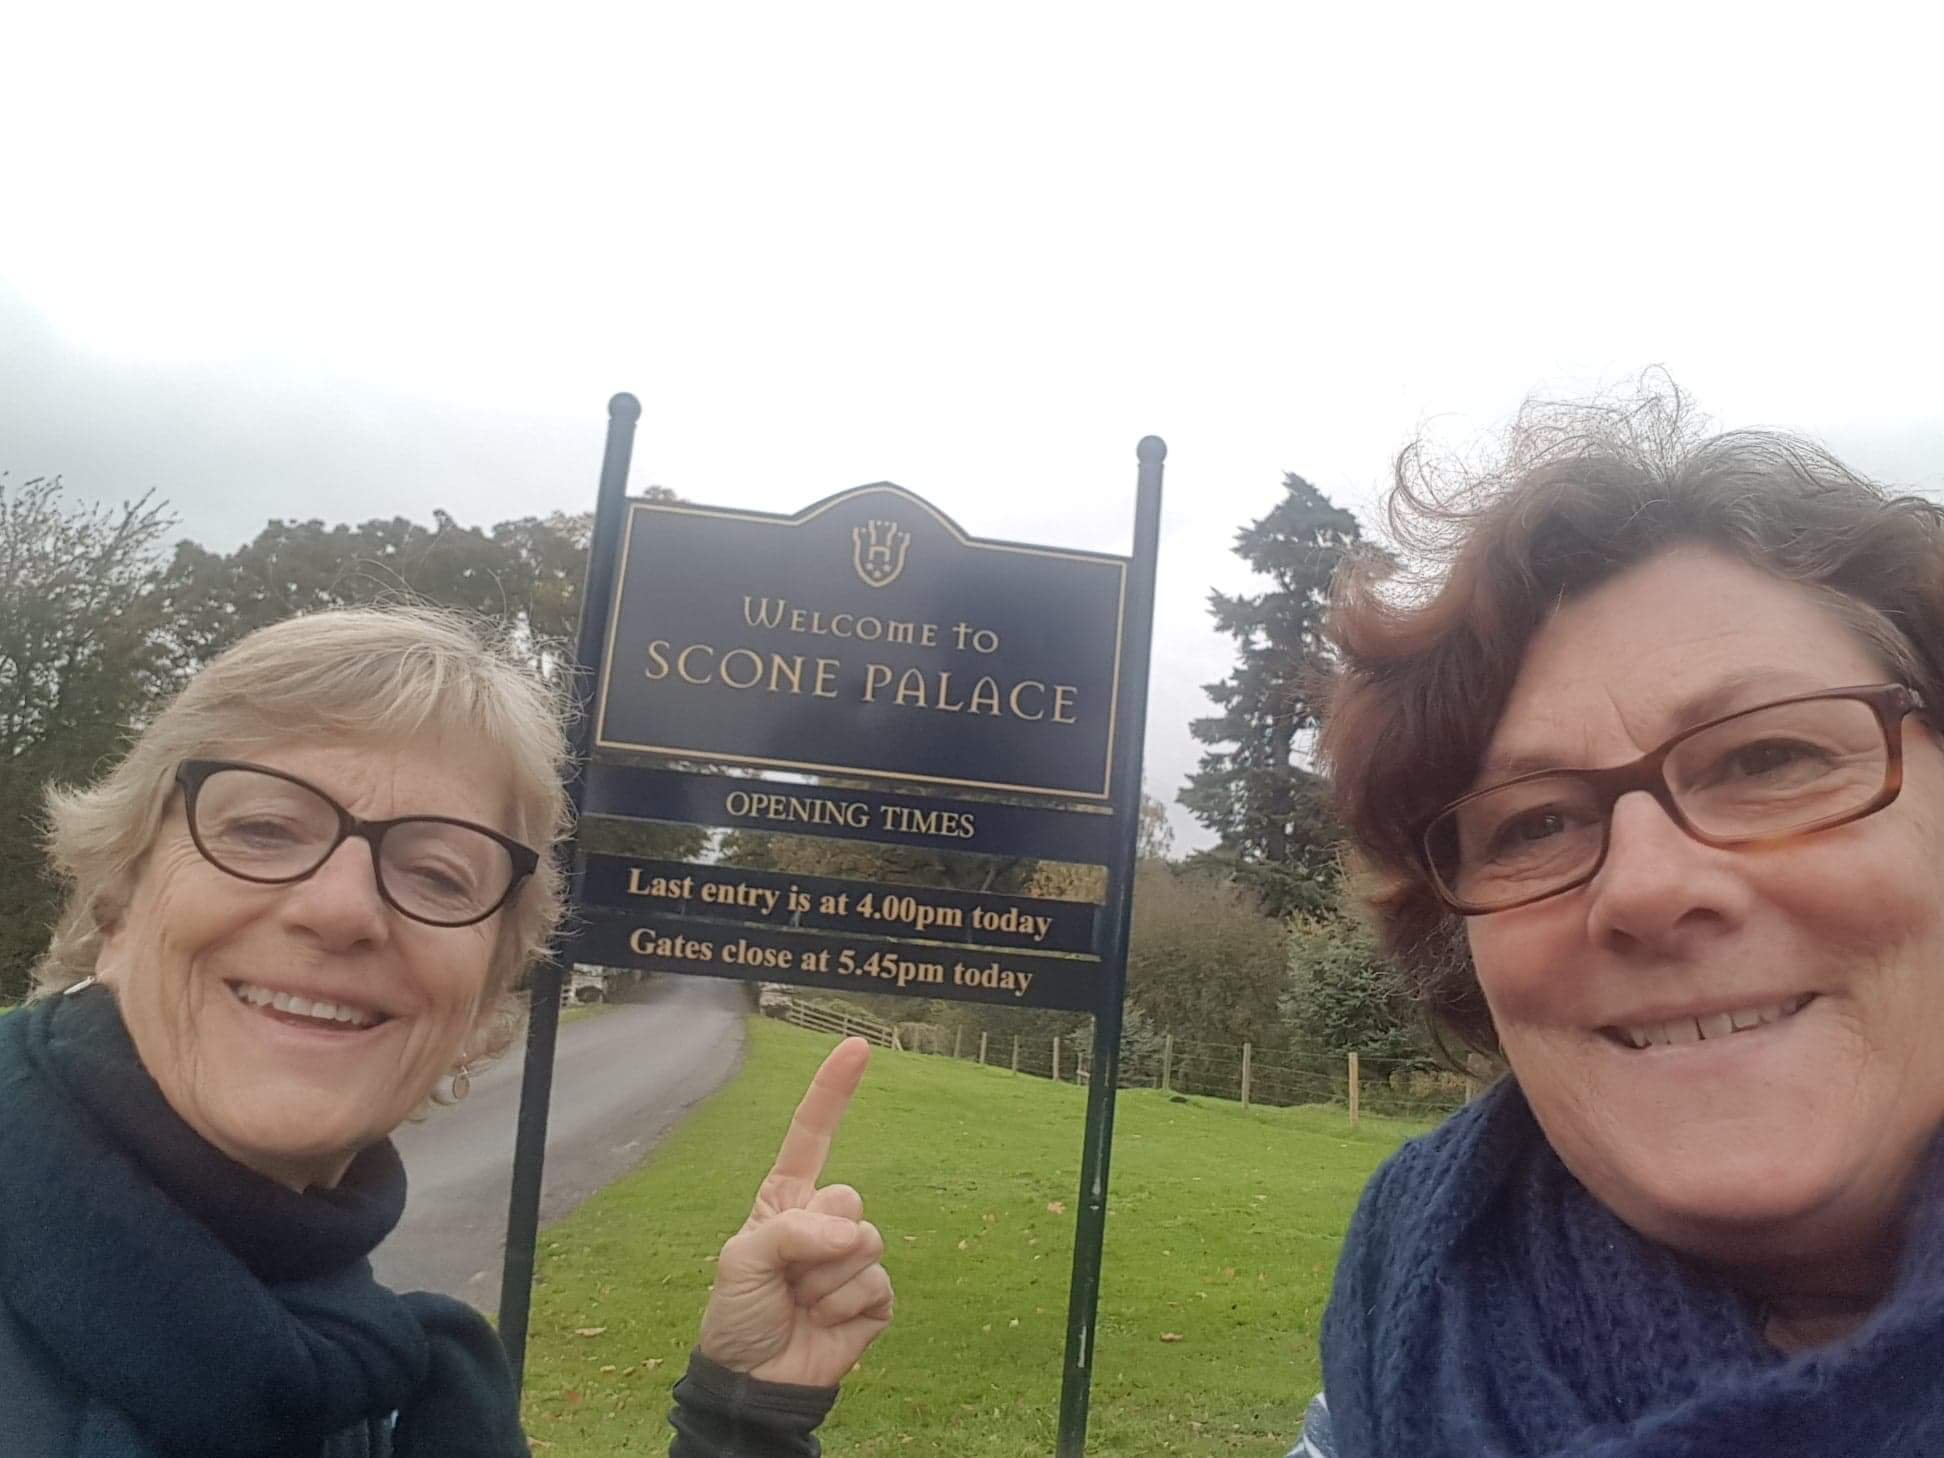 WELCOME TO
SCONE PALACE
OPENING TIMES
Last entry is at 4.00pm today
Gates close at 5.45pm today